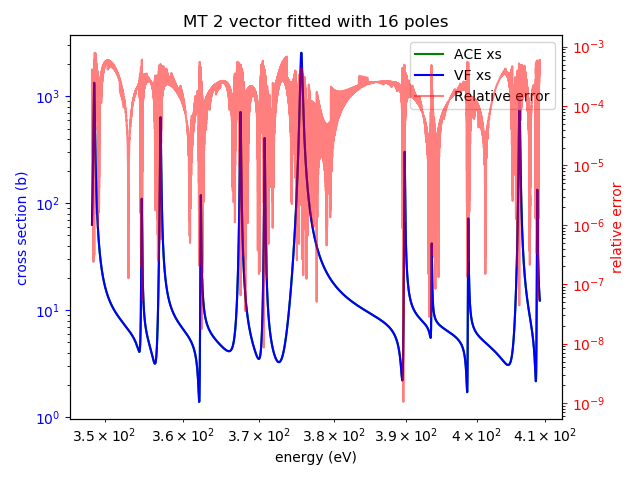 MT 2 vector fitted with 16 poles
ACE xs
VF xs
Relative error
cross section (b)
10³
10²
10¹
10⁰
relative error
10⁻³
10⁻⁴
10⁻⁵
10⁻⁶
10⁻⁷
10⁻⁸
10⁻⁹
3.5 × 10² 3.6 × 10² 3.7 × 10² 3.8 × 10² 3.9 × 10² 4 × 10² 4.1 × 10²
energy (eV)